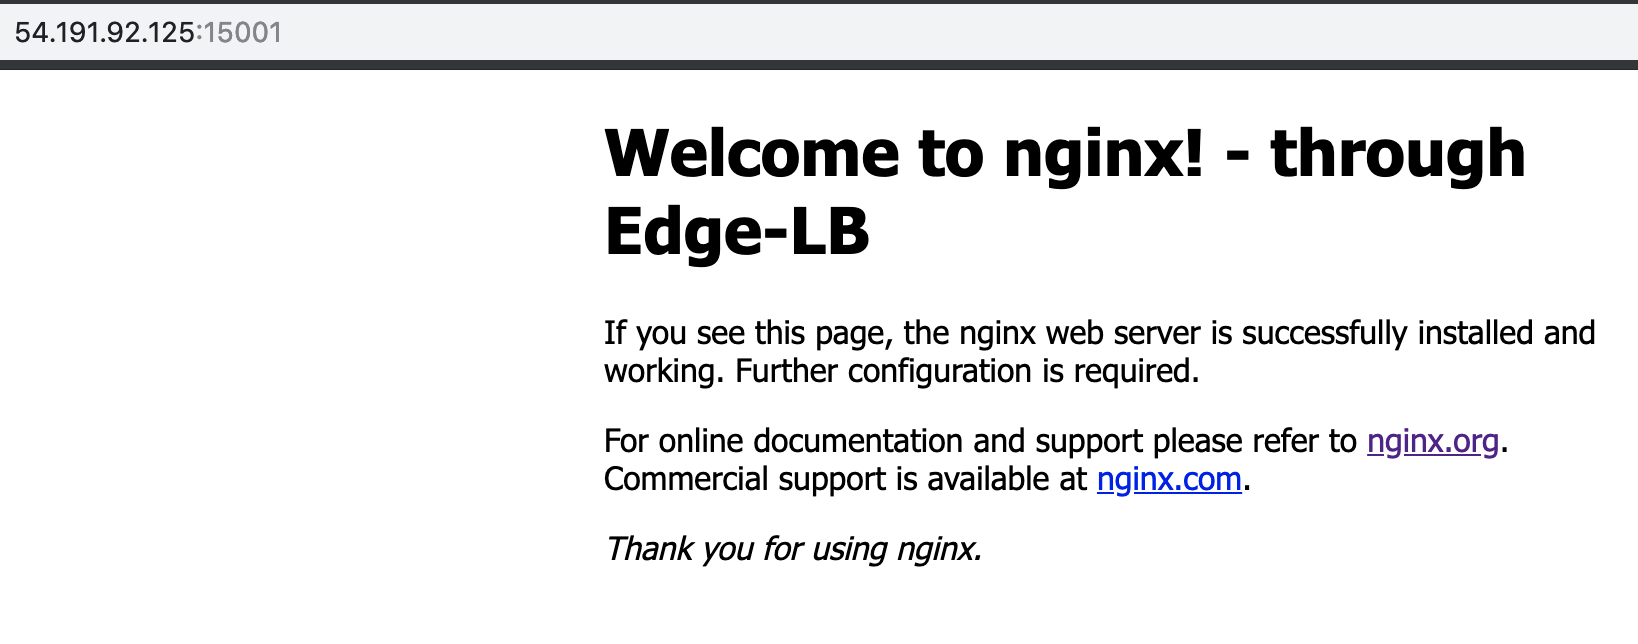 54.191.92.125:15001
Welcome to nginx! - through
Edge-LB
If you see this page, the nginx web server is successfully installed and
working. Further configuration is required.
For online documentation and support please refer to nginx.org.
Commercial support is available at nginx.com.
Thank you for using nginx.